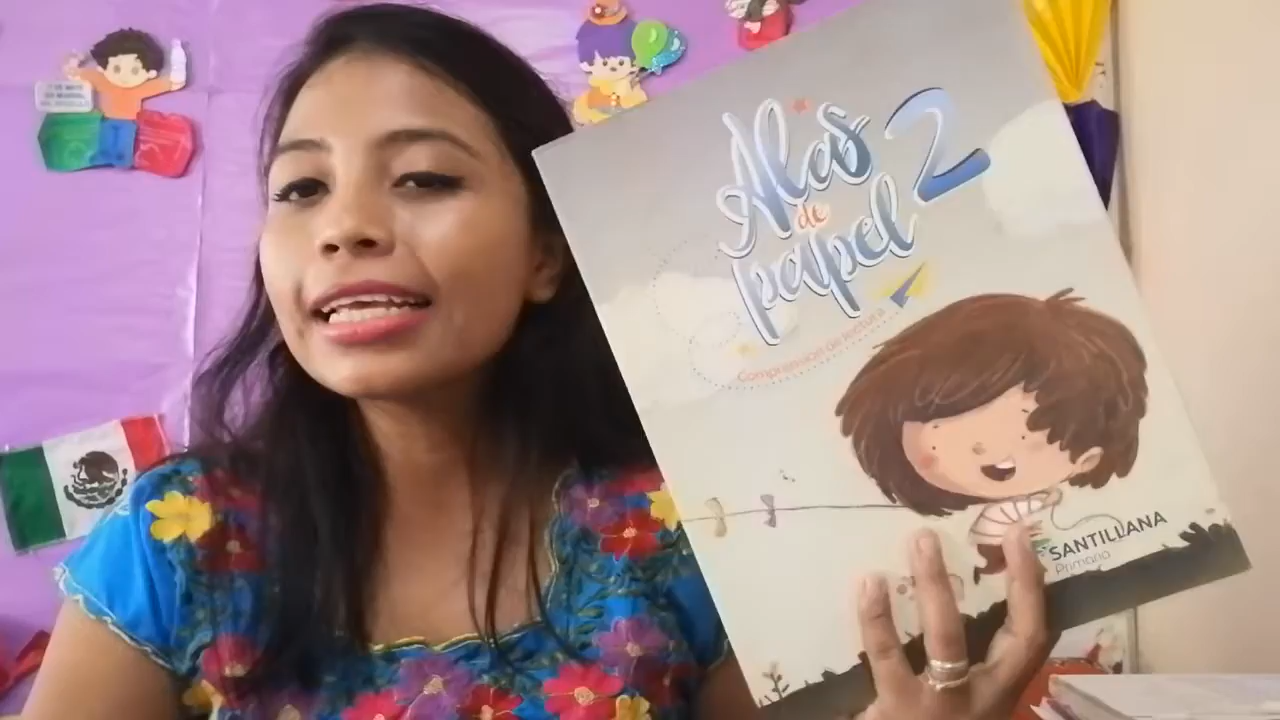 Alas 2
de
papel
Comprensión de lectura
SANTILLANA
Primaria